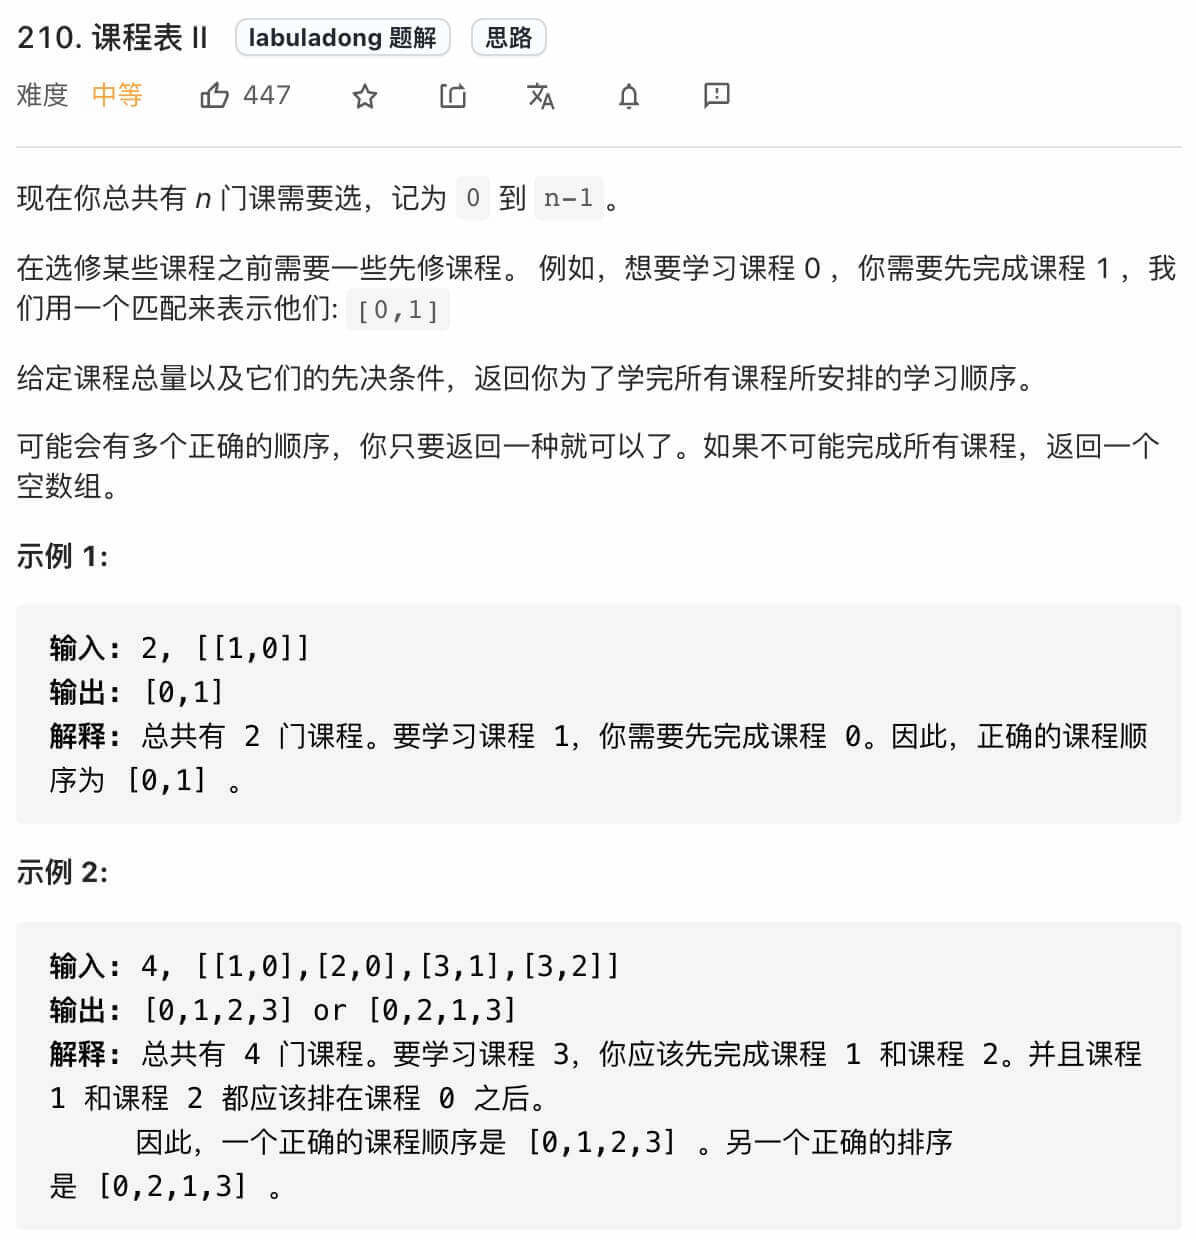 210. 课程表 II labuladong 题解 思路
难度 中等 447
现在你总共有 n 门课需要选，记为 0 到 n-1 。
在选修某些课程之前需要一些先修课程。 例如，想要学习课程 0 ，你需要先完成课程 1 ，我
们用一个匹配来表示他们: [0,1]
给定课程总量以及它们的先决条件，返回你为了学完所有课程所安排的学习顺序。
可能会有多个正确的顺序，你只要返回一种就可以了。如果不可能完成所有课程，返回一个
空数组。
示例 1:
输入: 2, [[1,0]]
输出: [0,1]
解释: 总共有 2 门课程。要学习课程 1，你需要先完成课程 0。因此，正确的课程顺
序为 [0,1] 。
示例 2:
输入: 4, [[1,0],[2,0],[3,1],[3,2]]
输出: [0,1,2,3] or [0,2,1,3]
解释: 总共有 4 门课程。要学习课程 3，你应该先完成课程 1 和课程 2。并且课程
1 和课程 2 都应该排在课程 0 之后。
因此，一个正确的课程顺序是 [0,1,2,3] 。另一个正确的排序
是 [0,2,1,3] 。